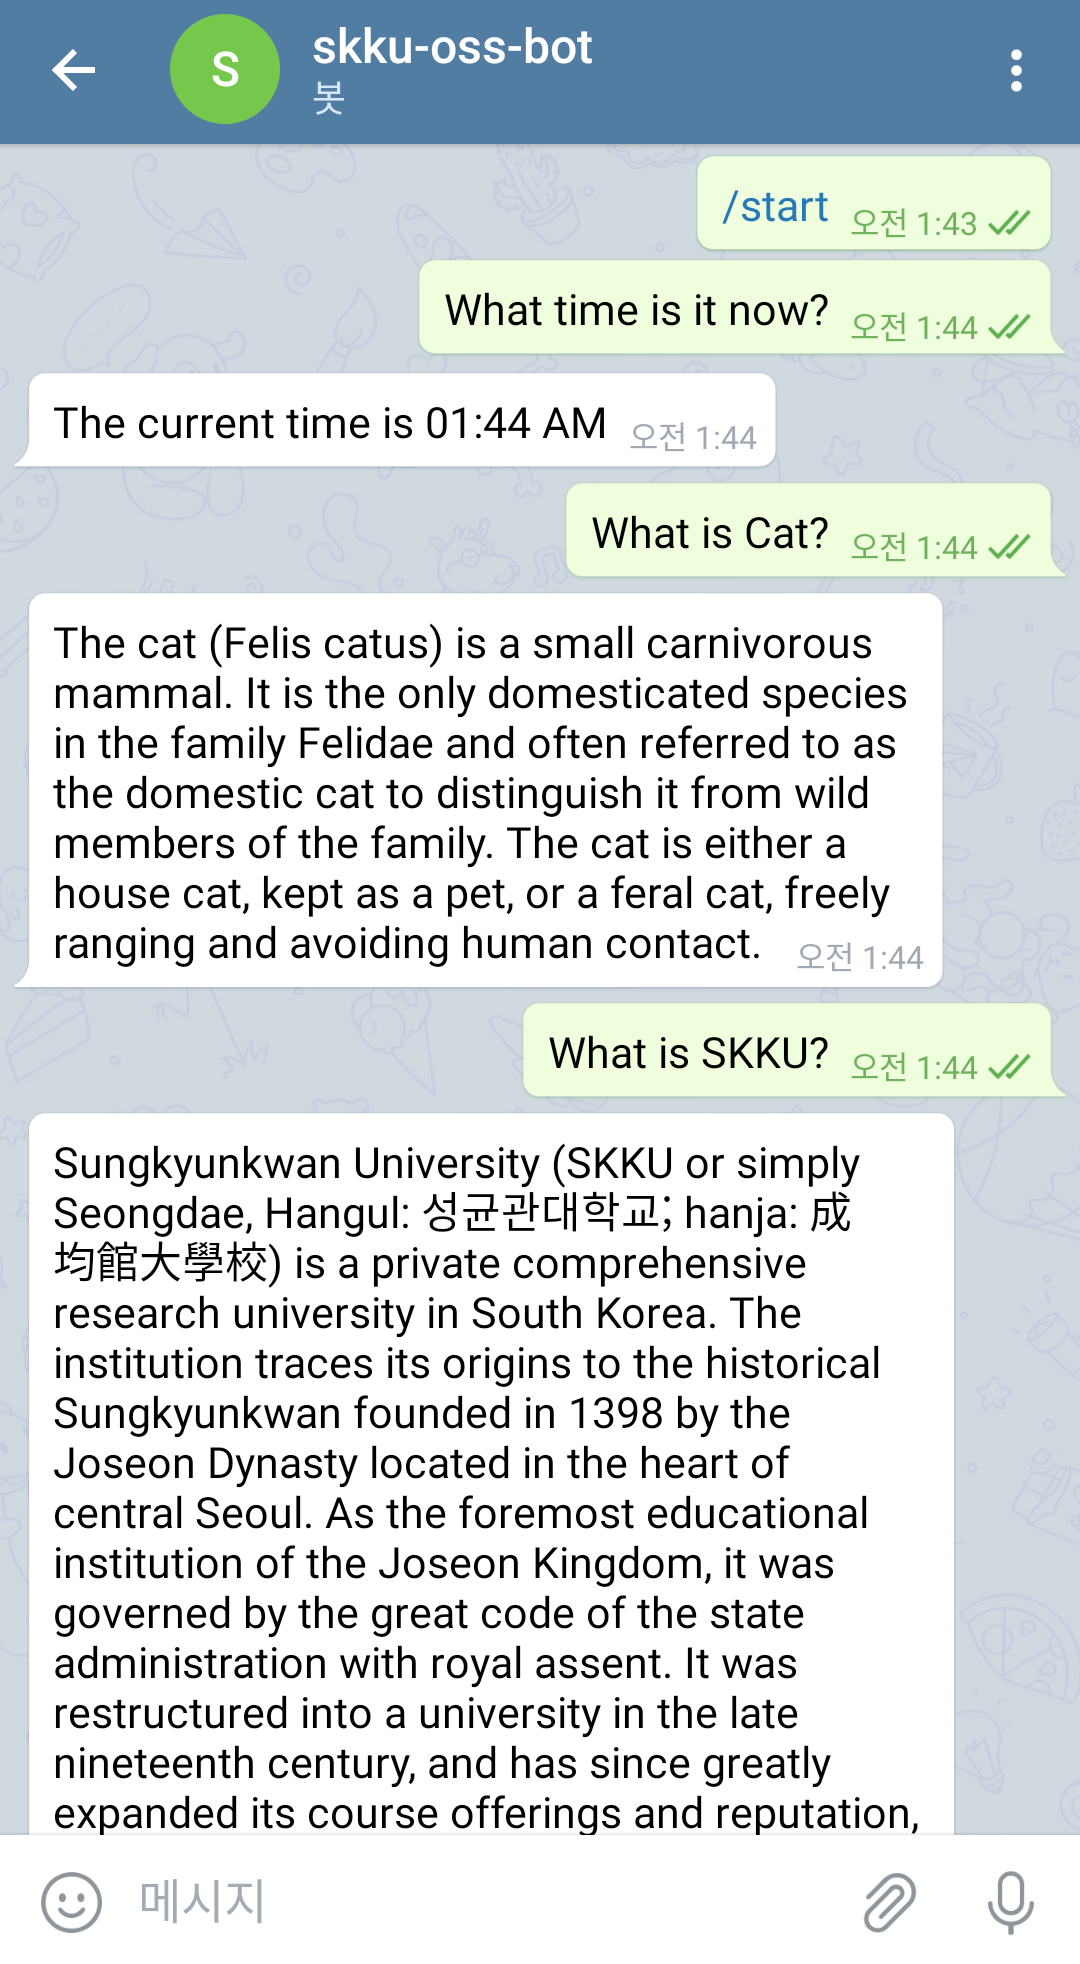 S
skku-oss-bot
봇
/start 오전 1:43
What time is it now? 오전 1:44
The current time is 01:44 AM 오전 1:44
What is Cat? 오전 1:44
The cat (Felis catus) is a small carnivorous
mammal. It is the only domesticated species
in the family Felidae and often referred to as
the domestic cat to distinguish it from wild
members of the family. The cat is either a
house cat, kept as a pet, or a feral cat, freely
ranging and avoiding human contact. 오전 1:44
What is SKKU? 오전 1:44
Sungkyunkwan University (SKKU or simply
Seongdae, Hangul: 성균관대학교; hanja: 成
均館大學校) is a private comprehensive
research university in South Korea. The
institution traces its origins to the historical
Sungkyunkwan founded in 1398 by the
Joseon Dynasty located in the heart of
central Seoul. As the foremost educational
institution of the Joseon Kingdom, it was
governed by the great code of the state
administration with royal assent. It was
restructured into a university in the late
nineteenth century, and has since greatly
expanded its course offerings and reputation,
메시지